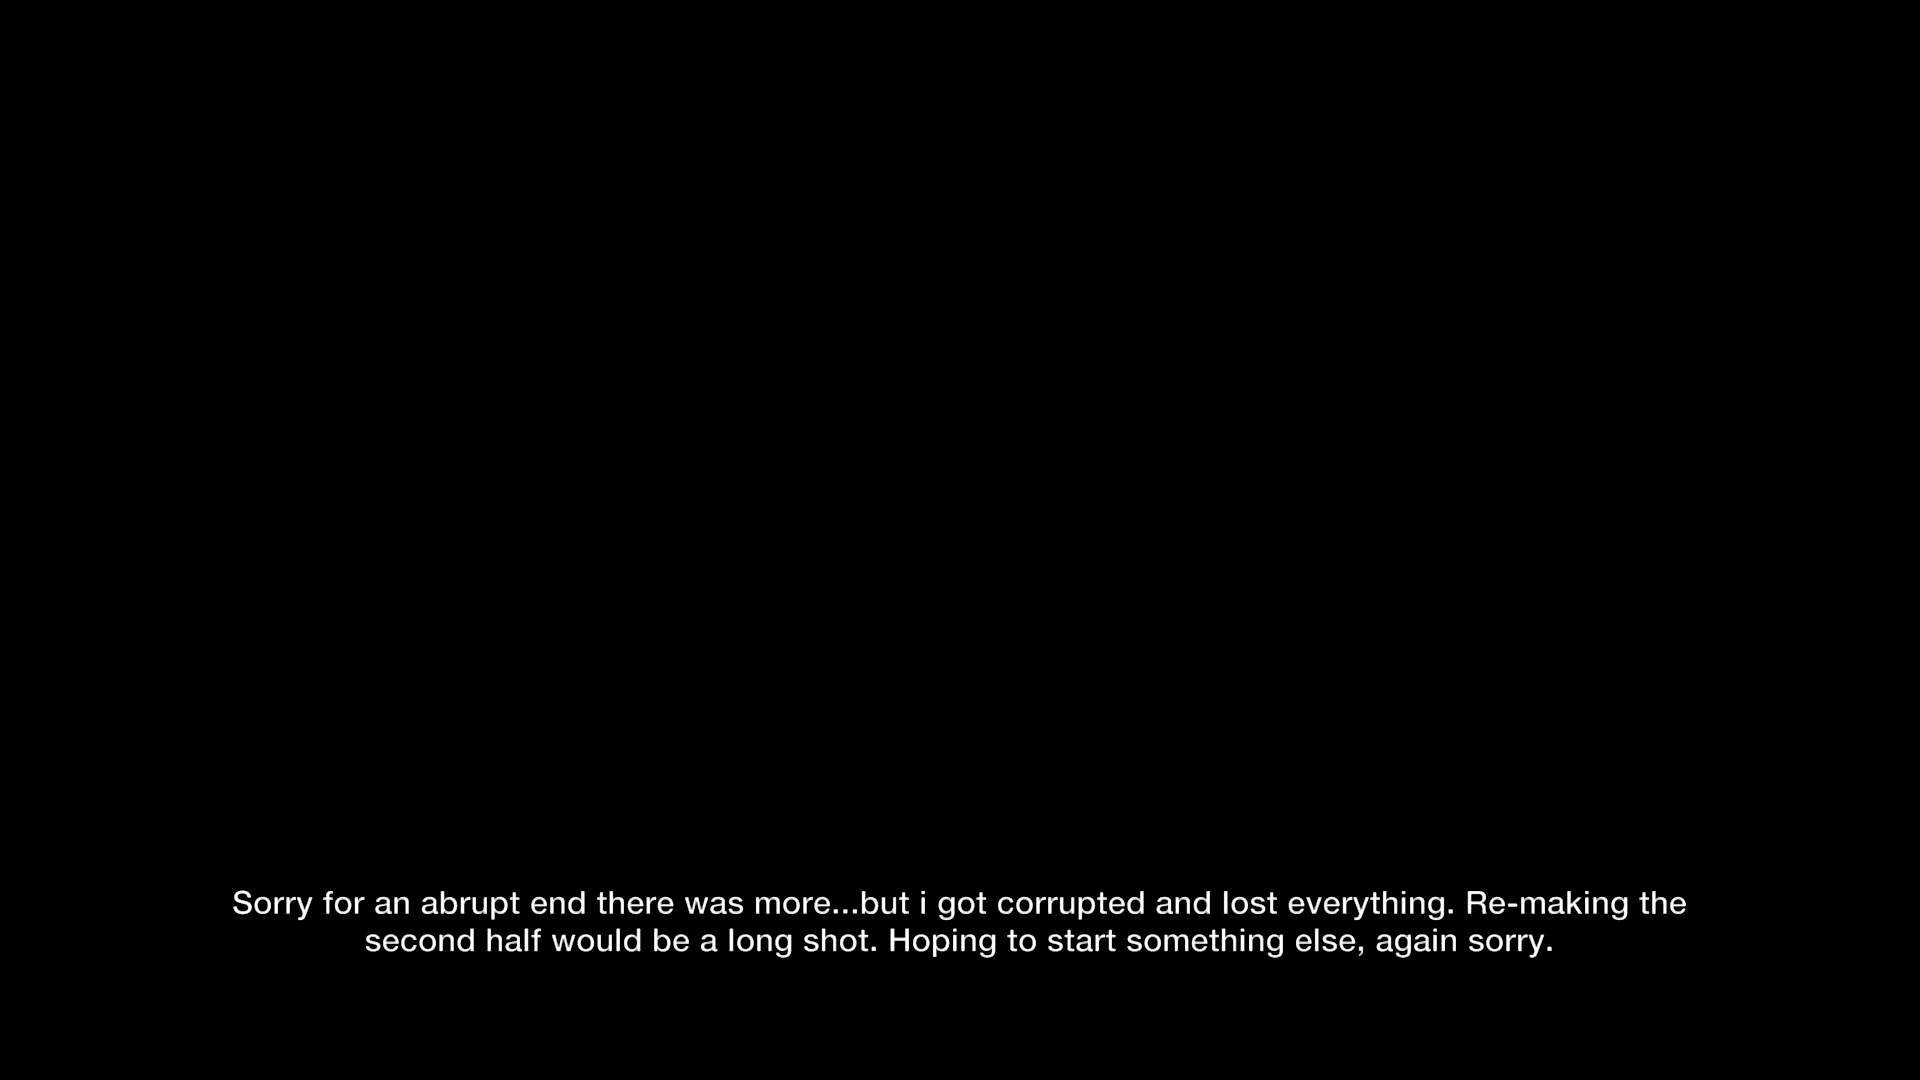 Sorry for an abrupt end there was more...but i got corrupted and lost everything. Re-making the
second half would be a long shot. Hoping to start something else, again sorry.